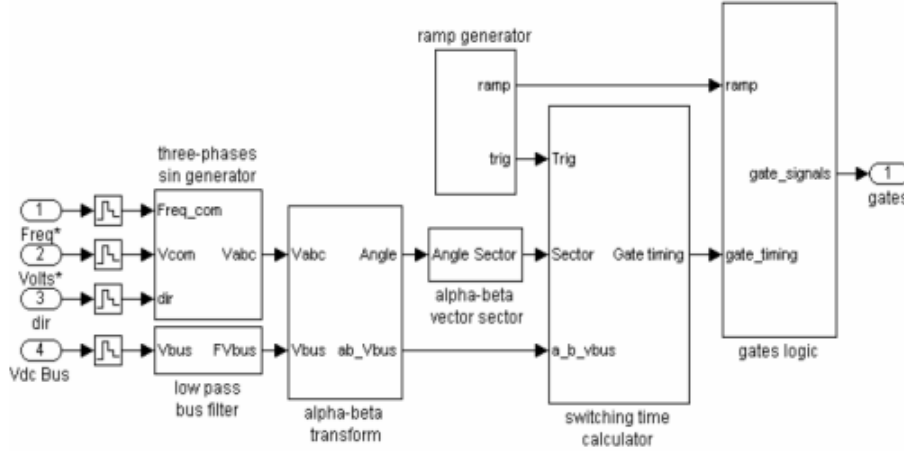 ramp generator
ramp
ramp
trig
Trig
three-phases
sin generator
gate_signals
1
gates
1
Freq*
Freq_com
2
Volts*
Vcom
Vabc
Vabc
Angle
Angle Sector
Sector
Gate timing
gate_timing
alpha-beta
vector sector
3
dir
dir
4
Vdc Bus
Vbus
FVbus
Vbus
ab_Vbus
a_b_vbus
gates logic
low pass
bus filter
alpha-beta
transform
switching time
calculator